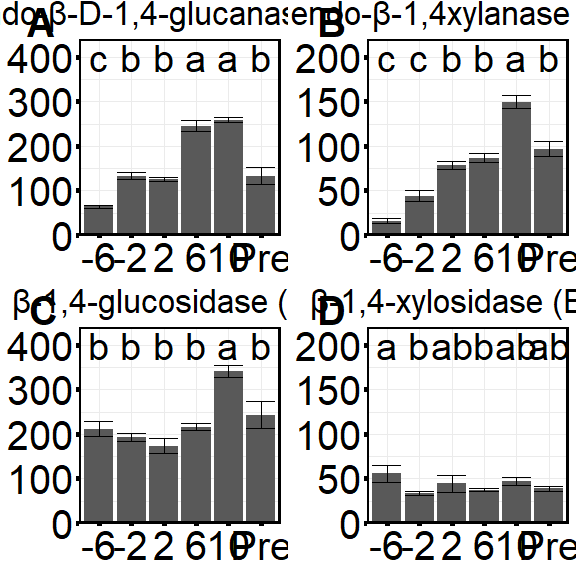 A
do-β-D-1,4-glucanas
400
300
200
100
0
c b b a a b
-6 -2 2 6 10 Pre
B
endo-β-1,4xylanase
200
150
100
50
0
c c b b a b
-6 -2 2 6 10 Pre
C
β-1,4-glucosidase (
400
300
200
100
0
b b b b a b
-6 -2 2 6 10 Pre
D
β-1,4-xylosidase (E
200
150
100
50
0
a b ab b ab ab
-6 -2 2 6 10 Pre